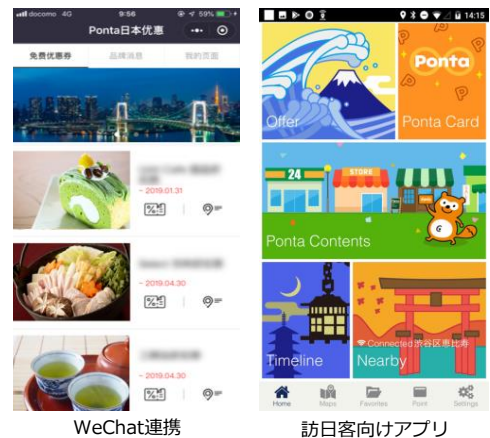 docomo 4G 9:56 59%
Ponta日本优惠
免费优惠券 品牌消息 我的页面
~ 2019.01.31
~ 2019.04.30
~ 2019.04.30
WeChat連携
14:15
Offer
Ponta
Ponta Card
24
STORE
G
Ponta Contents
Timeline
Connected 渋谷区恵比寿
Nearby
Home Maps Favorites Point Settings
訪日客向けアプリ